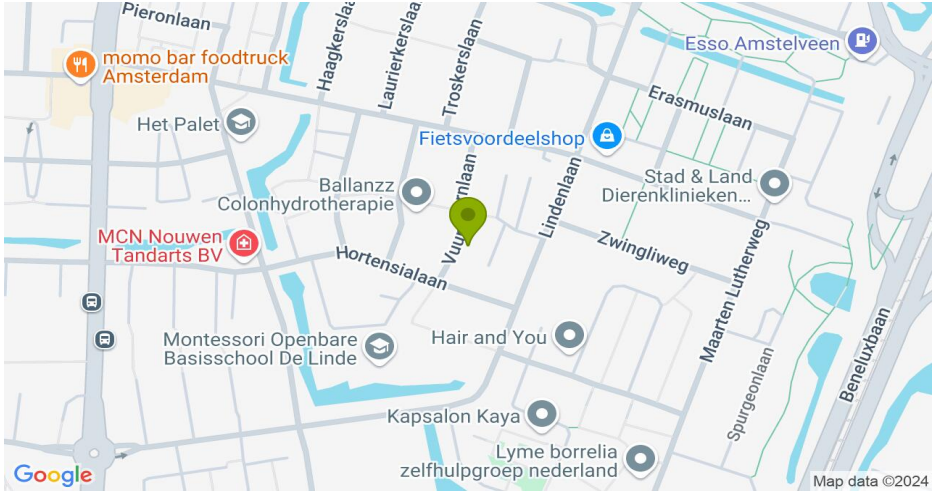 Pieronlaan
momo bar foodtruck
Amsterdam
Haagkerslaan
Laurierkerslaan
Troskerslaan
Esso Amstelveen
Erasmuslaan
Het Palet
Fietsvoordeelshop
Ballanzz
Colonhydrotherapie
Stad & Land
Dierenklinieken...
Lindenlaan
MCN Nouwen
Tandarts BV
Hortensialaan
Zwingliweg
Maarten Lutherweg
Montessori Openbare
Basisschool De Linde
Hair and You
Spurgeonlaan
Beneluxbaan
Kapsalon Kaya
Lyme borrelia
zelfhulpgroep nederland
Google
Map data ©2024